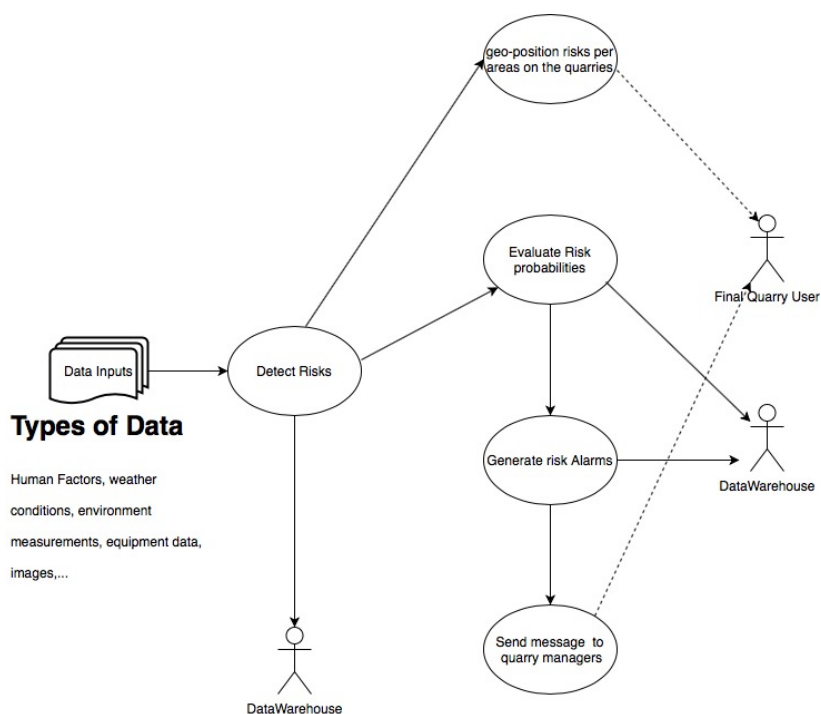 geo-position risks per
areas on the quarries
Evaluate Risk
probabilities
Final Quarry User
Data Inputs
Detect Risks
Types of Data
Human Factors, weather
conditions, environment
measurements, equipment data,
images,...
Generate risk Alarms
DataWarehouse
Send message to
quarry managers
DataWarehouse